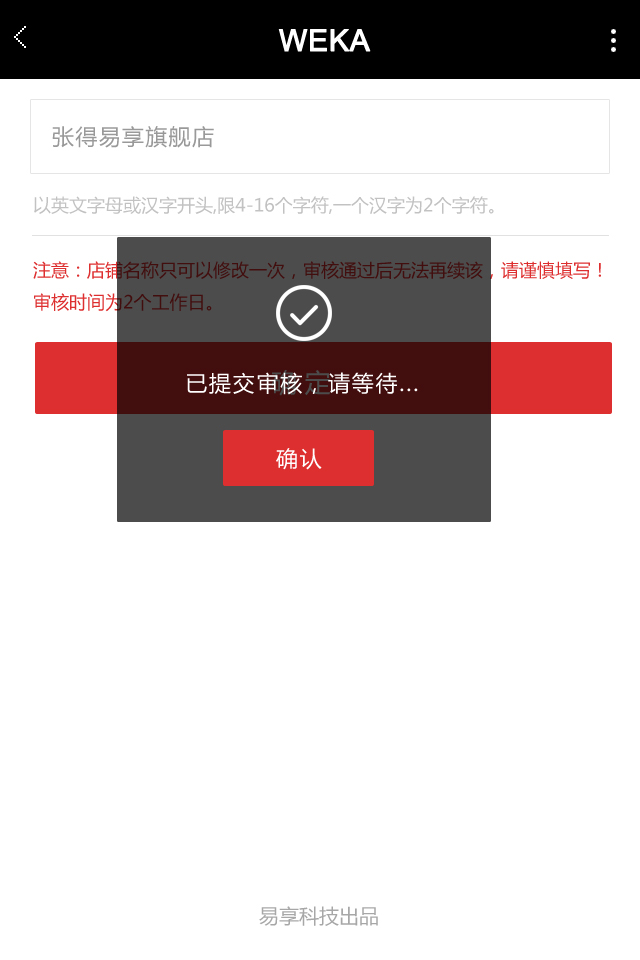 WEKA
张得易享旗舰店
以英文字母或汉字开头,限4-16个字符,一个汉字为2个字符。
注意：店铺名称只可以修改一次，审核通过后无法再续该，请谨慎填写！
审核时间为2个工作日。
确定
已提交审核，请等待...
确认
易享科技出品